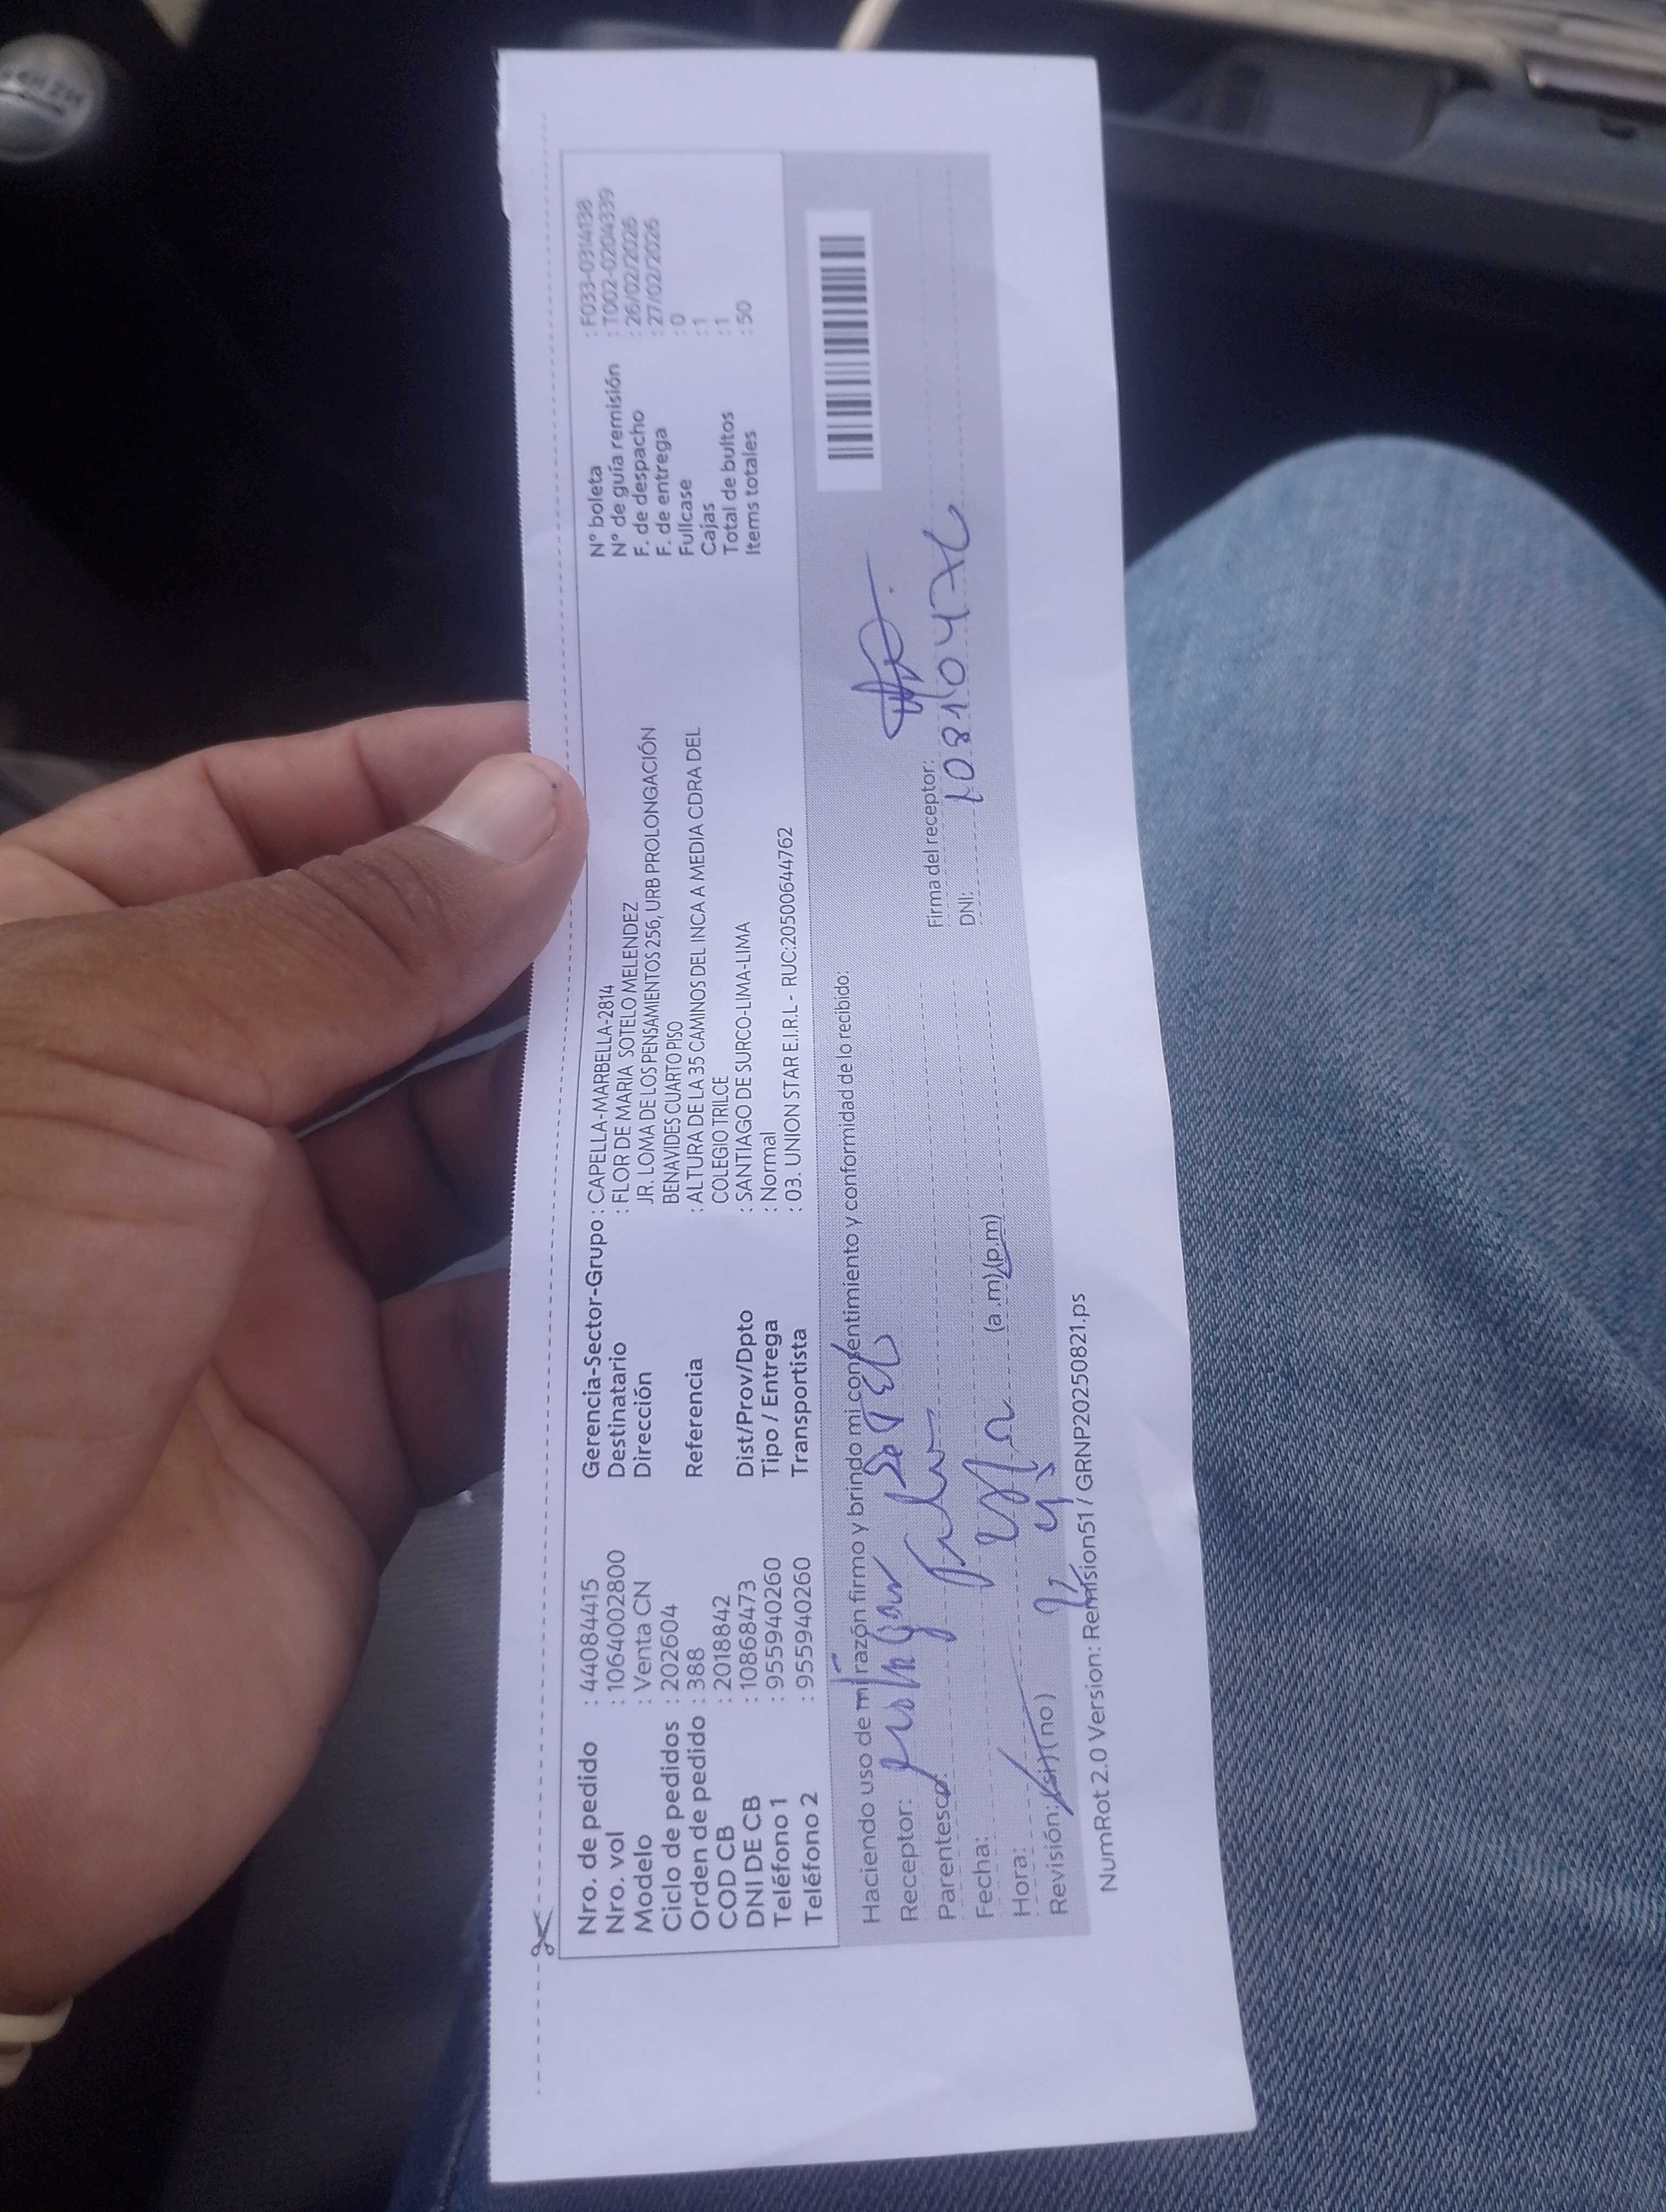 Nro. de pedido : 44084415
Nro. vol : 1064002800
Modelo : Venta CN
Ciclo de pedidos : 202604
Orden de pedido : 388
COD CB : 2018842
DNI DE CB : 10868473
Teléfono 1 : 955940260
Teléfono 2 : 955940260
Gerencia-Sector-Grupo : CAPELLA-MARBELLA-2814
Destinatario : FLOR DE MARIA SOTELO MELENDEZ
Dirección JR. LOMA DE LOS PENSAMIENTOS 256, URB PROLONGACIÓN
BENAVIDES CUARTO PISO
Referencia : ALTURA DE LA 35 CAMINOS DEL INCA A MEDIA CDRA DEL
COLEGIO TRILCE
Dist/Prov/Dpto : SANTIAGO DE SURCO-LIMA-LIMA
Tipo / Entrega : Normal
Transportista : 03. UNION STAR E.I.R.L - RUC:20500644762
N° boleta : F033-0314138
N° de guía remisión : T002-0204339
F. de despacho : 26/02/2026
F. de entrega : 27/02/2026
Fullcase : 0
Cajas : 1
Total de bultos : 1
Items totales : 50
Haciendo uso de mi razón firmo y brindo mi consentimiento y conformidad de lo recibido:
Receptor:
Parentesco:
Fecha:
Hora: (a.m)(p.m)
Revisión: (si) (no)
Firma del receptor:
DNI:
NumRot 2.0 Version: Remision51 / GRNP20250821.ps